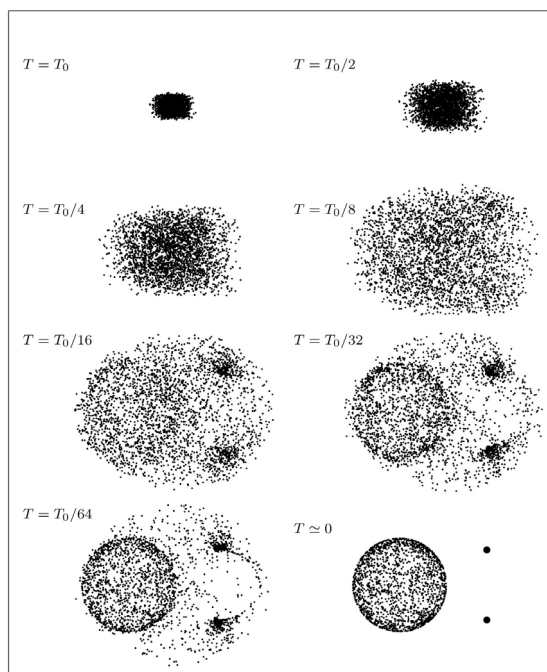 T = T₀
T = T₀/2
T = T₀/4
T = T₀/8
T = T₀/16
T = T₀/32
T = T₀/64
T ≃ 0